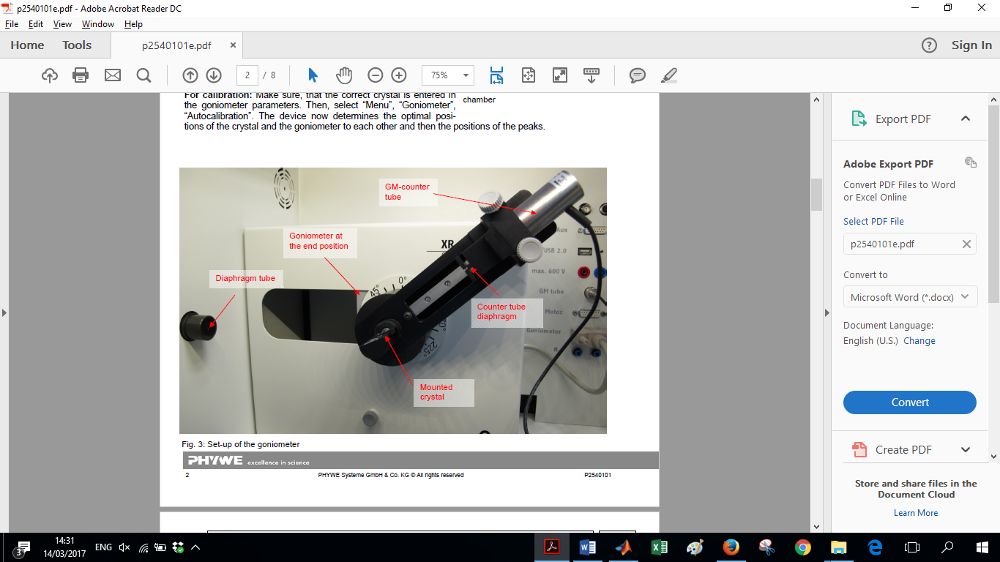 p2540101e.pdf - Adobe Acrobat Reader DC
File Edit View Window Help
Home Tools p2540101e.pdf × Sign In
2 / 8 75%
For calibration: Make sure, that the correct crystal is entered in
the goniometer parameters. Then, select “Menu”, “Goniometer”,
“Autocalibration”. The device now determines the optimal posi-
tions of the crystal and the goniometer to each other and then the positions of the peaks.
chamber
GM-counter
tube
Goniometer at
the end position
Diaphragm tube
Counter tube
diaphragm
Mounted
crystal
XR
Aux
USB 2.0
max. 600 V
GM tube
Motor
Goniometer
0°
45°
225°
Fig. 3: Set-up of the goniometer
PHYWE excellence in science
2 PHYWE Systeme GmbH & Co. KG © All rights reserved P2540101
Export PDF
Adobe Export PDF
Convert PDF Files to Word
or Excel Online
Select PDF File
p2540101e.pdf
Convert to
Microsoft Word (*.docx)
Document Language:
English (U.S.) Change
Convert
Create PDF
Store and share files in the
Document Cloud
Learn More
3
14:31
14/03/2017
ENG